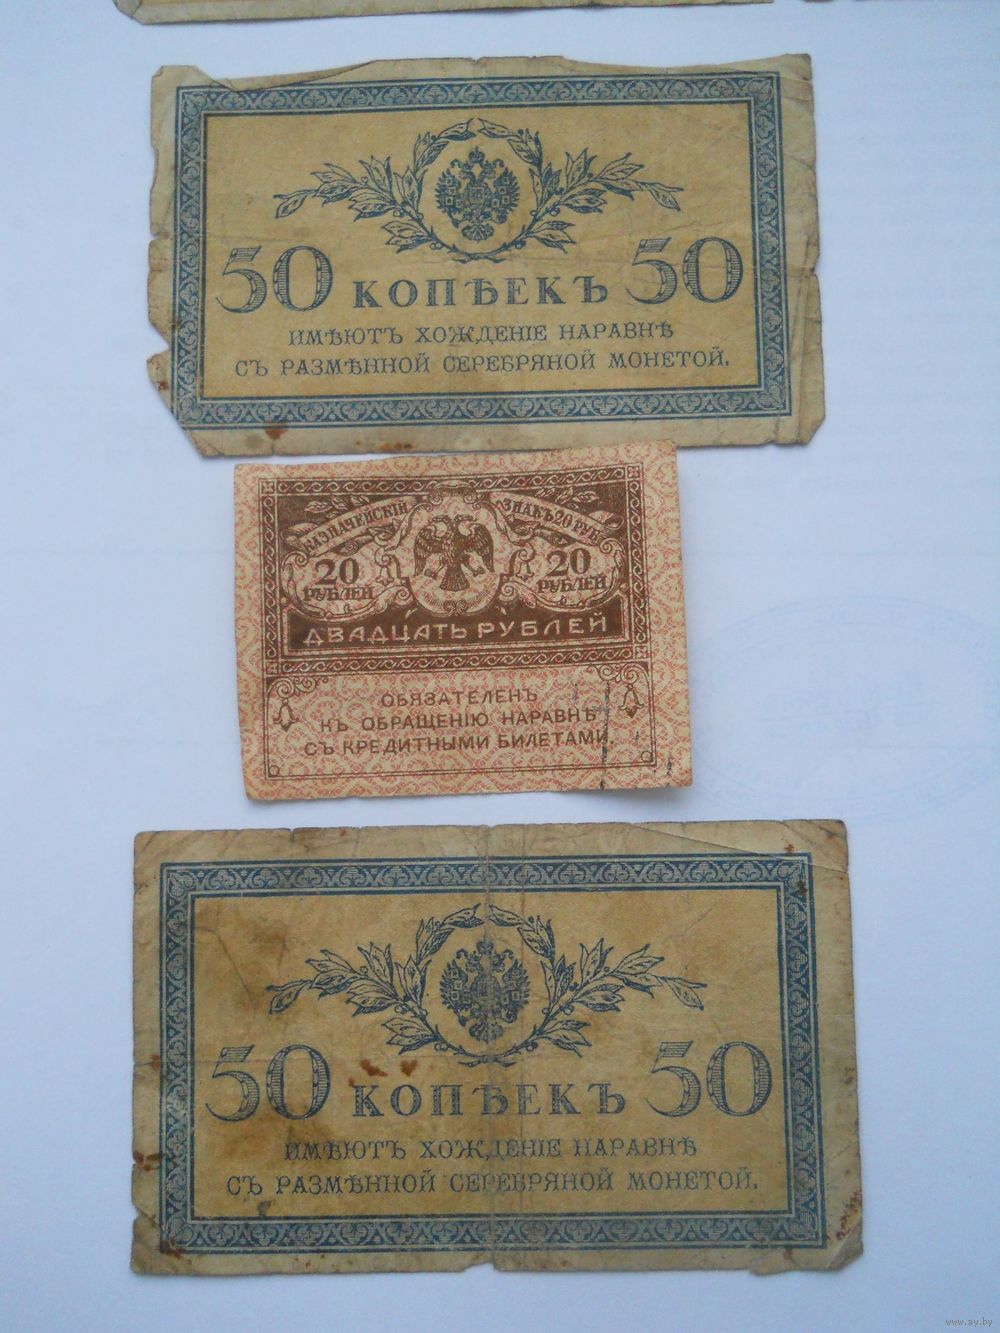 50 КОПѢЕКЪ 50
ИМѢЮТЪ ХОЖДЕНІЕ НАРАВНѢ
СЪ РАЗМѢННОЙ СЕРЕБРЯНОЙ МОНЕТОЙ.
КАЗНАЧЕЙСКІЙ ЗНАКЪ 20 РУБ.
20 20
РУБЛЕЙ РУБЛЕЙ
ДВАДЦАТЬ РУБЛЕЙ
ОБЯЗАТЕЛЕНЪ
КЪ ОБРАЩЕНІЮ НАРАВНѢ
СЪ КРЕДИТНЫМИ БИЛЕТАМИ
50 КОПѢЕКЪ 50
ИМѢЮТЪ ХОЖДЕНІЕ НАРАВНѢ
СЪ РАЗМѢННОЙ СЕРЕБРЯНОЙ МОНЕТОЙ.
www.ay.by